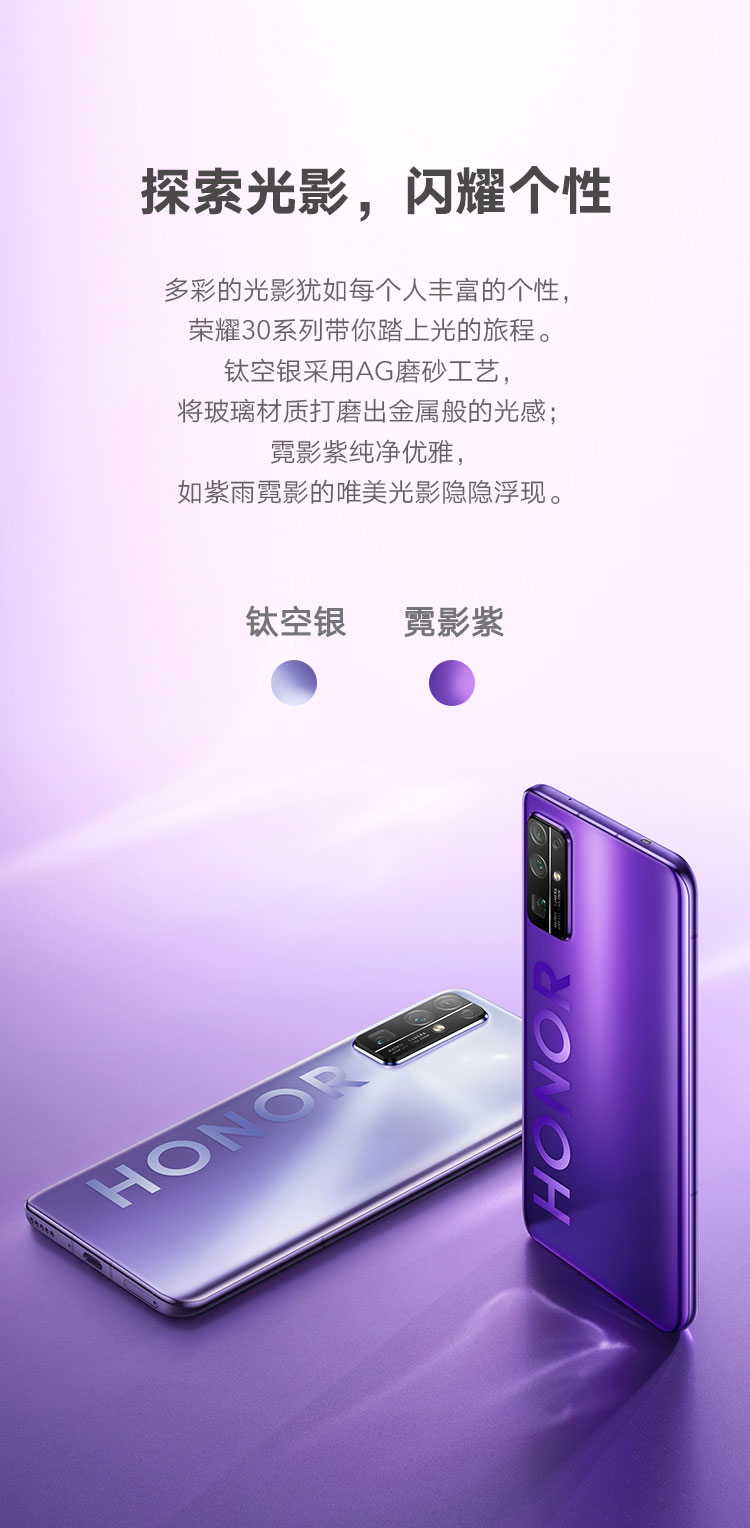 探索光影，闪耀个性
多彩的光影犹如每个人丰富的个性，
荣耀30系列带你踏上光的旅程。
钛空银采用AG磨砂工艺，
将玻璃材质打磨出金属般的光感；
霓影紫纯净优雅，
如紫雨霓影的唯美光影隐隐浮现。
钛空银 霓影紫
HONOR
HONOR